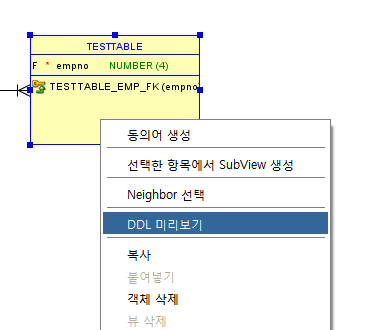 TESTTABLE
F * empno NUMBER (4)
TESTTABLE_EMP_FK (empno
동의어 생성
선택한 항목에서 SubView 생성
Neighbor 선택
DDL 미리보기
복사
붙여넣기
객체 삭제
뷰 삭제